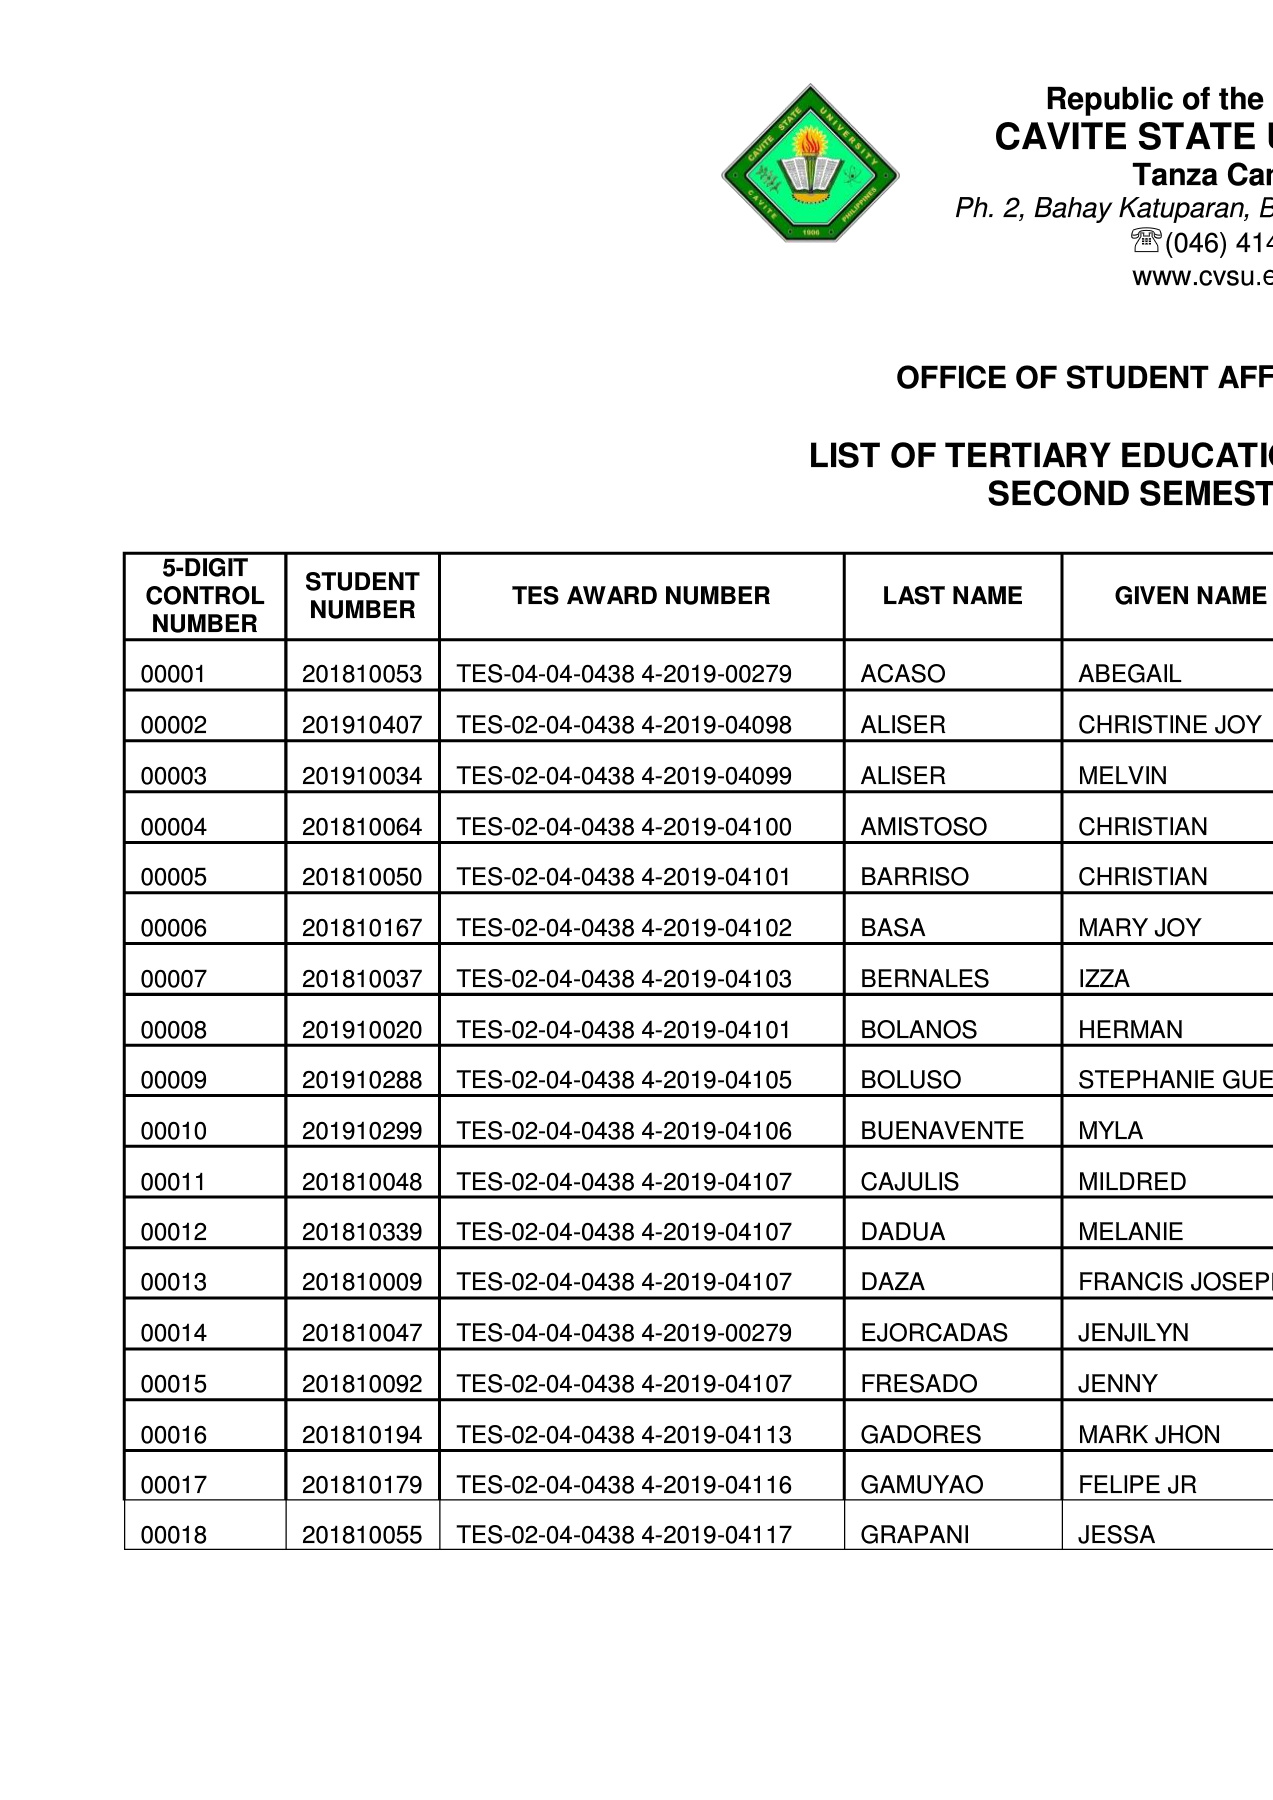 CAVITE STATE UNIVERSITY
CAVITE PHILIPPINES
1906
Republic of the
CAVITE STATE
Tanza
Ph. 2, Bahay Katuparan,
☏(046) 414
www.cvsu.e
OFFICE OF STUDENT AFF
LIST OF TERTIARY EDUCATIO
SECOND SEMEST
5-DIGIT CONTROL NUMBER STUDENT NUMBER TES AWARD NUMBER LAST NAME GIVEN NAME
00001 201810053 TES-04-04-0438 4-2019-00279 ACASO ABEGAIL
00002 201910407 TES-02-04-0438 4-2019-04098 ALISER CHRISTINE JOY
00003 201910034 TES-02-04-0438 4-2019-04099 ALISER MELVIN
00004 201810064 TES-02-04-0438 4-2019-04100 AMISTOSO CHRISTIAN
00005 201810050 TES-02-04-0438 4-2019-04101 BARRISO CHRISTIAN
00006 201810167 TES-02-04-0438 4-2019-04102 BASA MARY JOY
00007 201810037 TES-02-04-0438 4-2019-04103 BERNALES IZZA
00008 201910020 TES-02-04-0438 4-2019-04101 BOLANOS HERMAN
00009 201910288 TES-02-04-0438 4-2019-04105 BOLUSO STEPHANIE GUE
00010 201910299 TES-02-04-0438 4-2019-04106 BUENAVENTE MYLA
00011 201810048 TES-02-04-0438 4-2019-04107 CAJULIS MILDRED
00012 201810339 TES-02-04-0438 4-2019-04107 DADUA MELANIE
00013 201810009 TES-02-04-0438 4-2019-04107 DAZA FRANCIS JOSEP
00014 201810047 TES-04-04-0438 4-2019-00279 EJORCADAS JENJILYN
00015 201810092 TES-02-04-0438 4-2019-04107 FRESADO JENNY
00016 201810194 TES-02-04-0438 4-2019-04113 GADORES MARK JHON
00017 201810179 TES-02-04-0438 4-2019-04116 GAMUYAO FELIPE JR
00018 201810055 TES-02-04-0438 4-2019-04117 GRAPANI JESSA